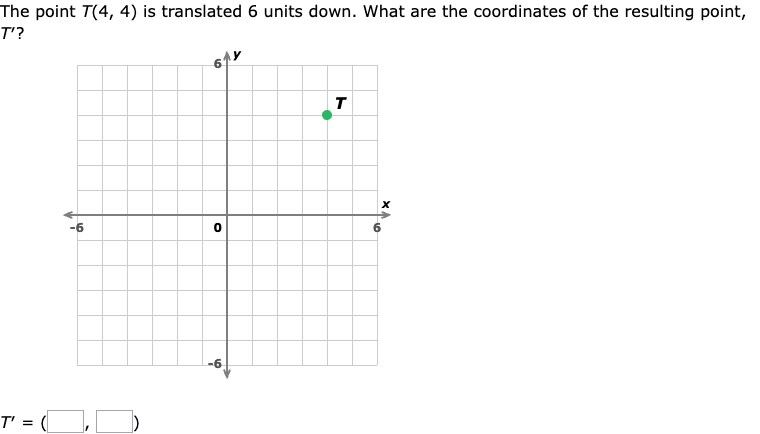 The point T(4, 4) is translated 6 units down. What are the coordinates of the resulting point,
T′?
6 y
T
x
-6 0 6
-6
T′ = ( , )